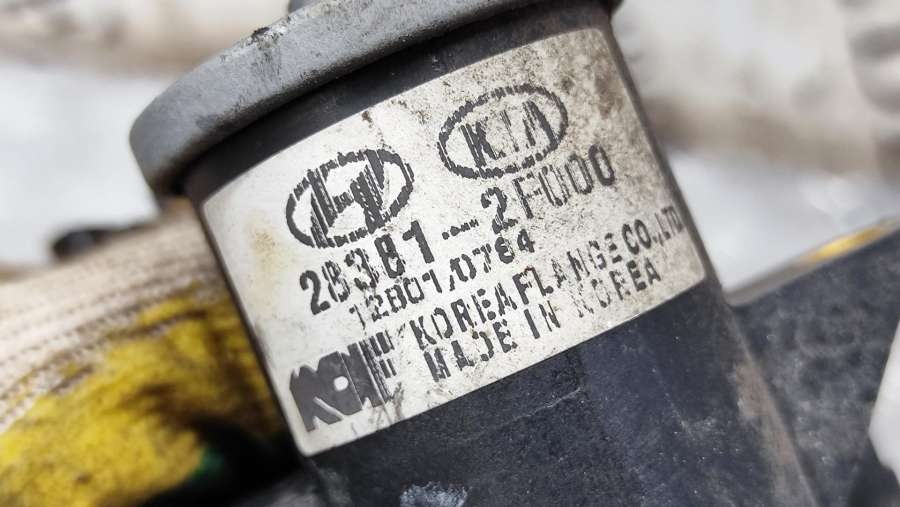 KIA
28381-2F000
12B01,0784
KOREA FLANGE CO.,LTD
MADE IN KOREA